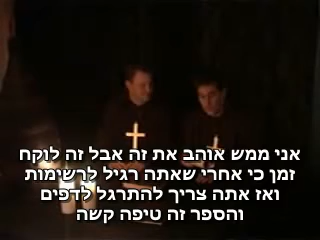 אני ממש אוהב את זה אבל זה לוקח
זמן כי אחרי שאתה רגיל לרשימות
ואז אתה צריך להתרגל לדפים
והספר זה טיפה קשה